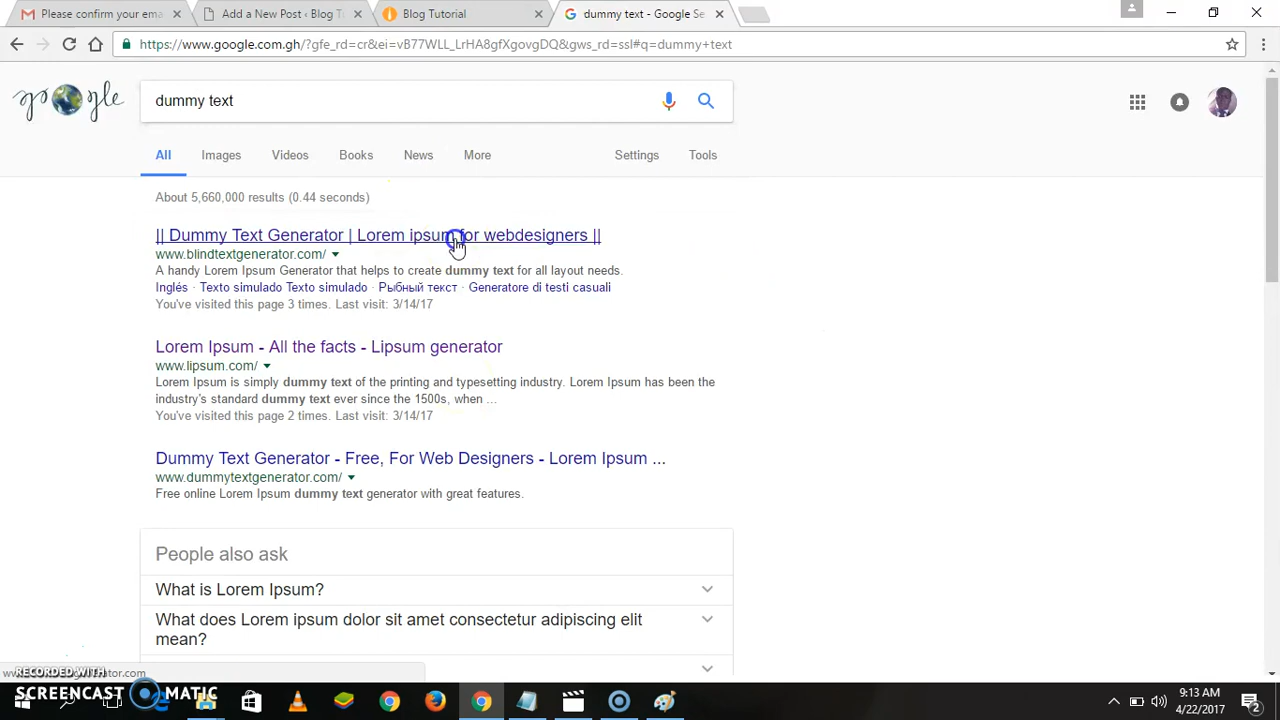 Please confirm your ema
Add a New Post ‹ Blog T
Blog Tutorial
dummy text - Google Se
https://www.google.com.gh/?gfe_rd=cr&ei=vB77WLL_LrHA8gfXgovgDQ&gws_rd=ssl#q=dummy+text
Google
dummy text
All
Images
Videos
Books
News
More
Settings
Tools
About 5,660,000 results (0.44 seconds)
|| Dummy Text Generator | Lorem ipsum for webdesigners ||
www.blindtextgenerator.com/
A handy Lorem Ipsum Generator that helps to create dummy text for all layout needs.
Inglés · Texto simulado Texto simulado · Рыбный текст · Generatore di testi casuali
You've visited this page 3 times. Last visit: 3/14/17
Lorem Ipsum - All the facts - Lipsum generator
www.lipsum.com/
Lorem Ipsum is simply dummy text of the printing and typesetting industry. Lorem Ipsum has been the
industry's standard dummy text ever since the 1500s, when ...
You've visited this page 2 times. Last visit: 3/14/17
Dummy Text Generator - Free, For Web Designers - Lorem Ipsum ...
www.dummytextgenerator.com/
Free online Lorem Ipsum dummy text generator with great features.
People also ask
What is Lorem Ipsum?
What does Lorem ipsum dolor sit amet consectetur adipiscing elit
mean?
RECORDED WITH
SCREENCAST MATIC
9:13 AM
4/22/2017
2